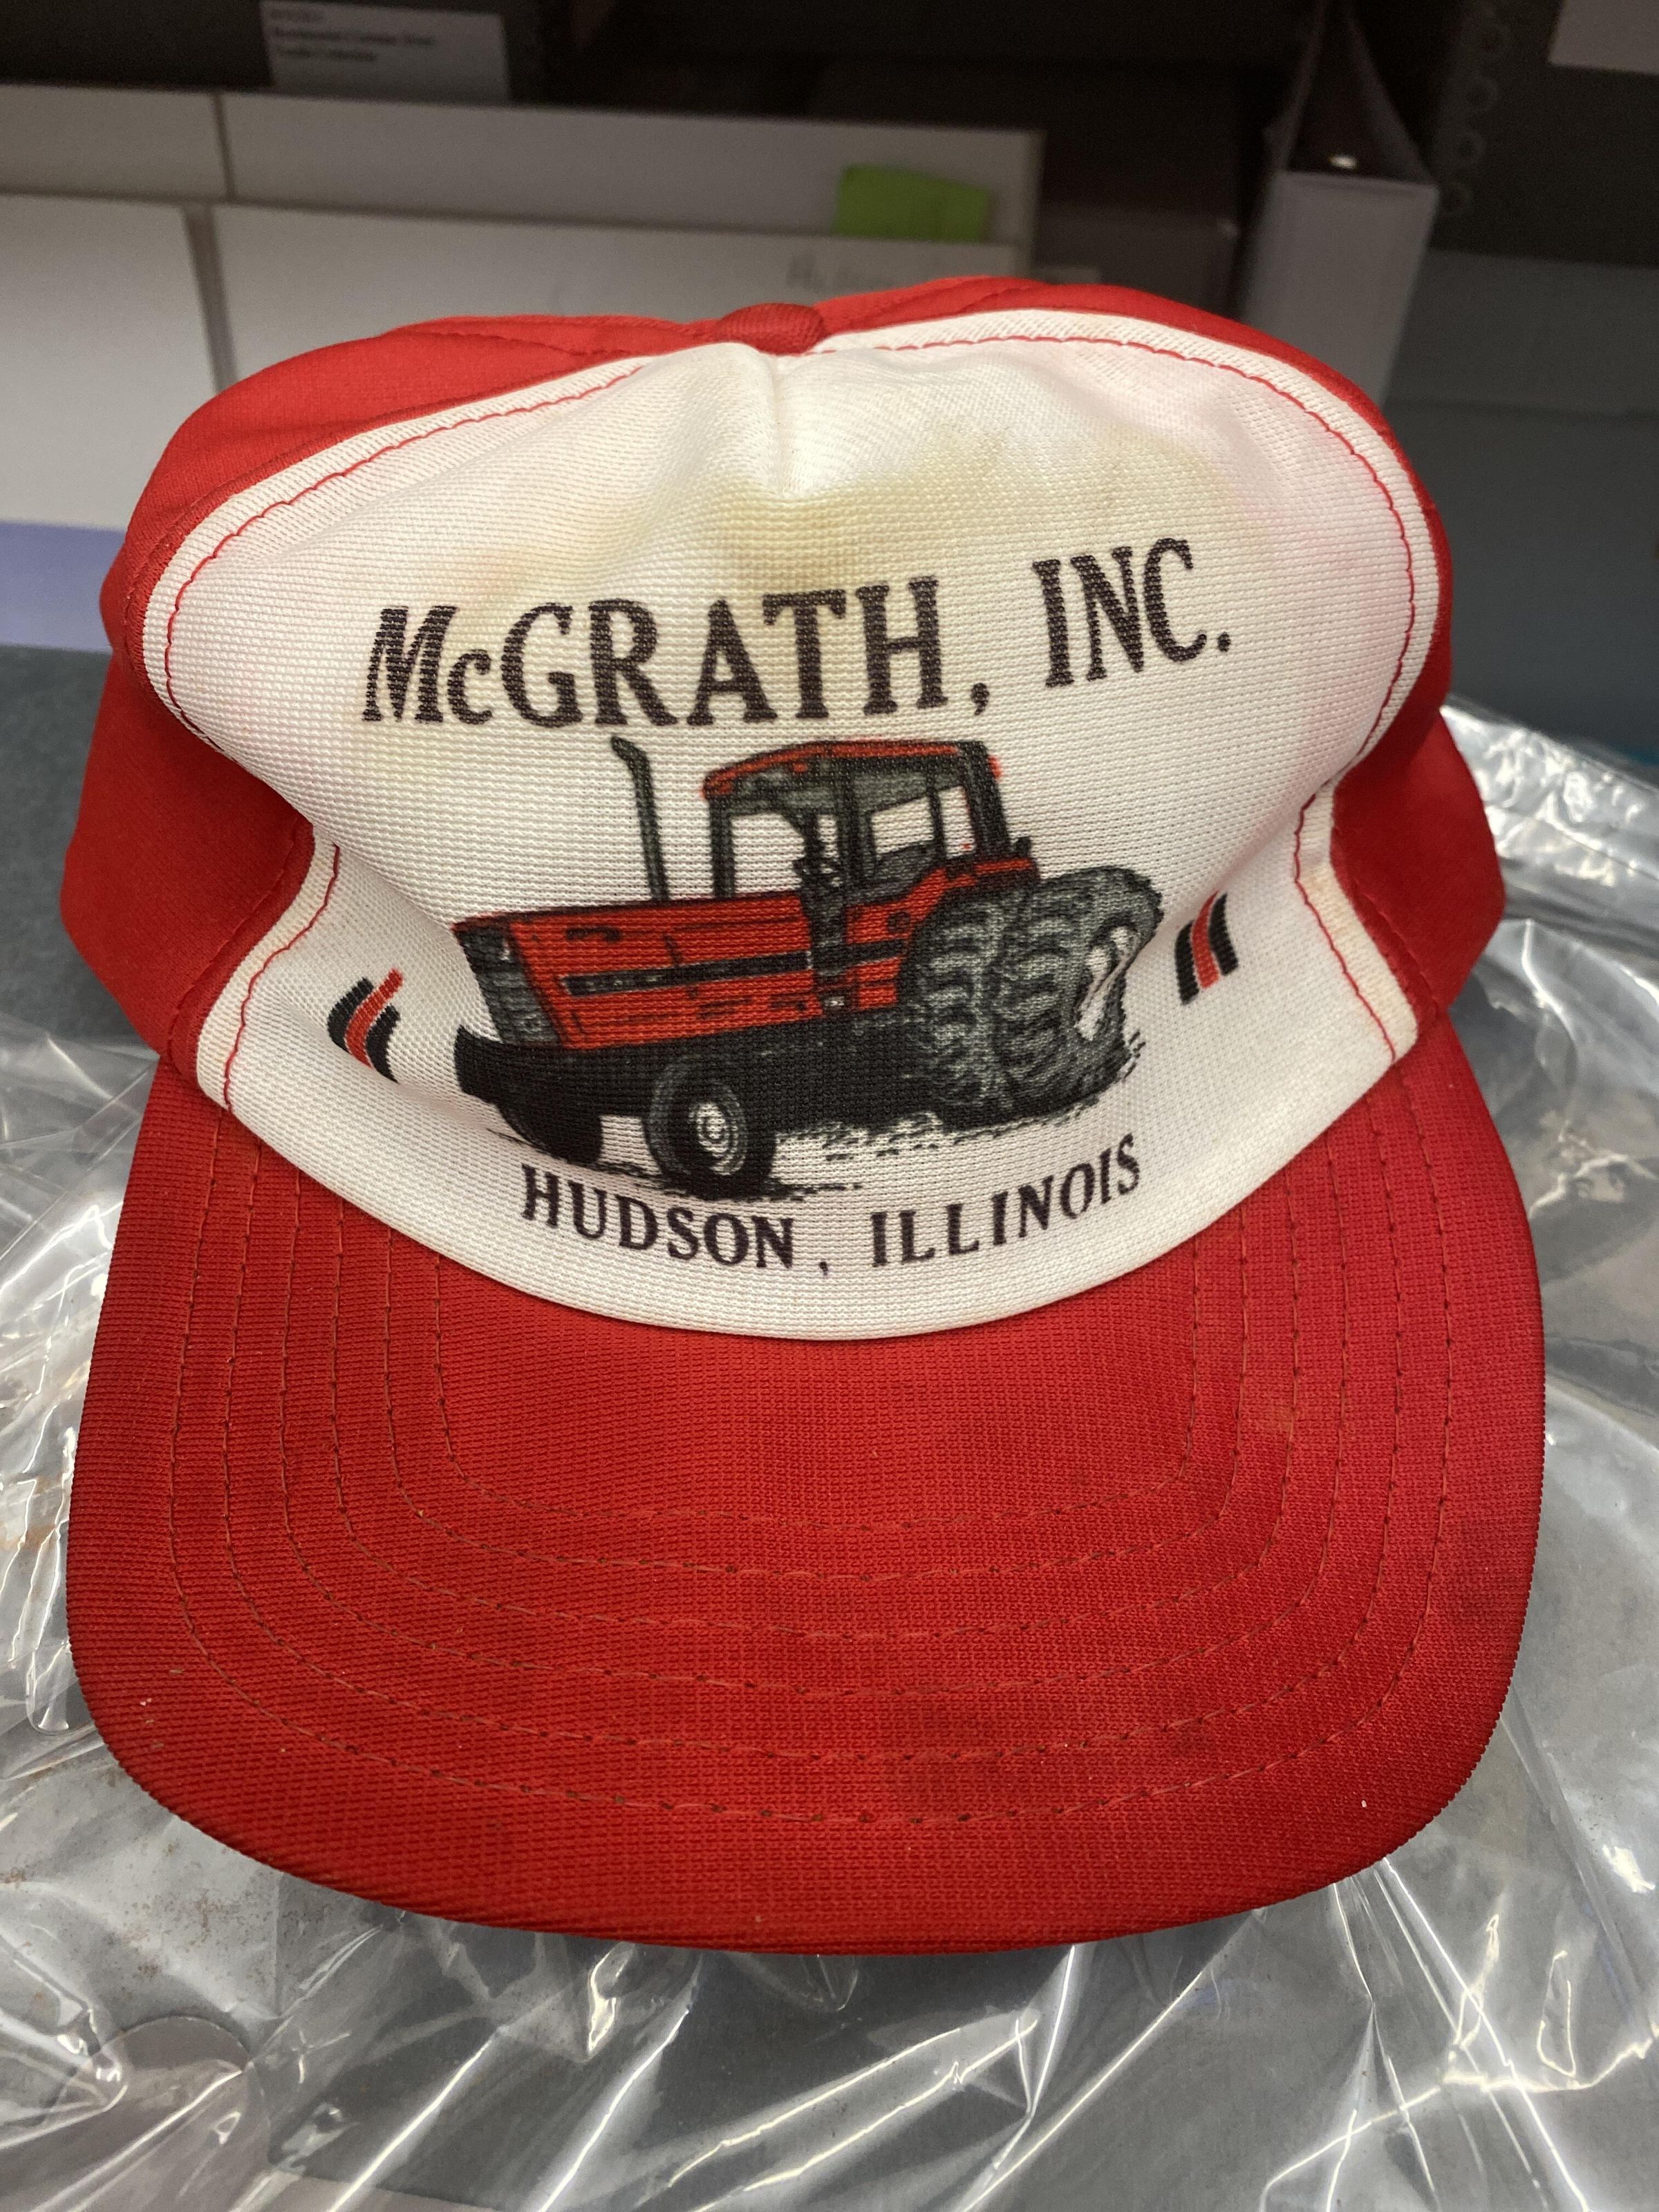 McGRATH, INC.
HUDSON, ILLINOIS